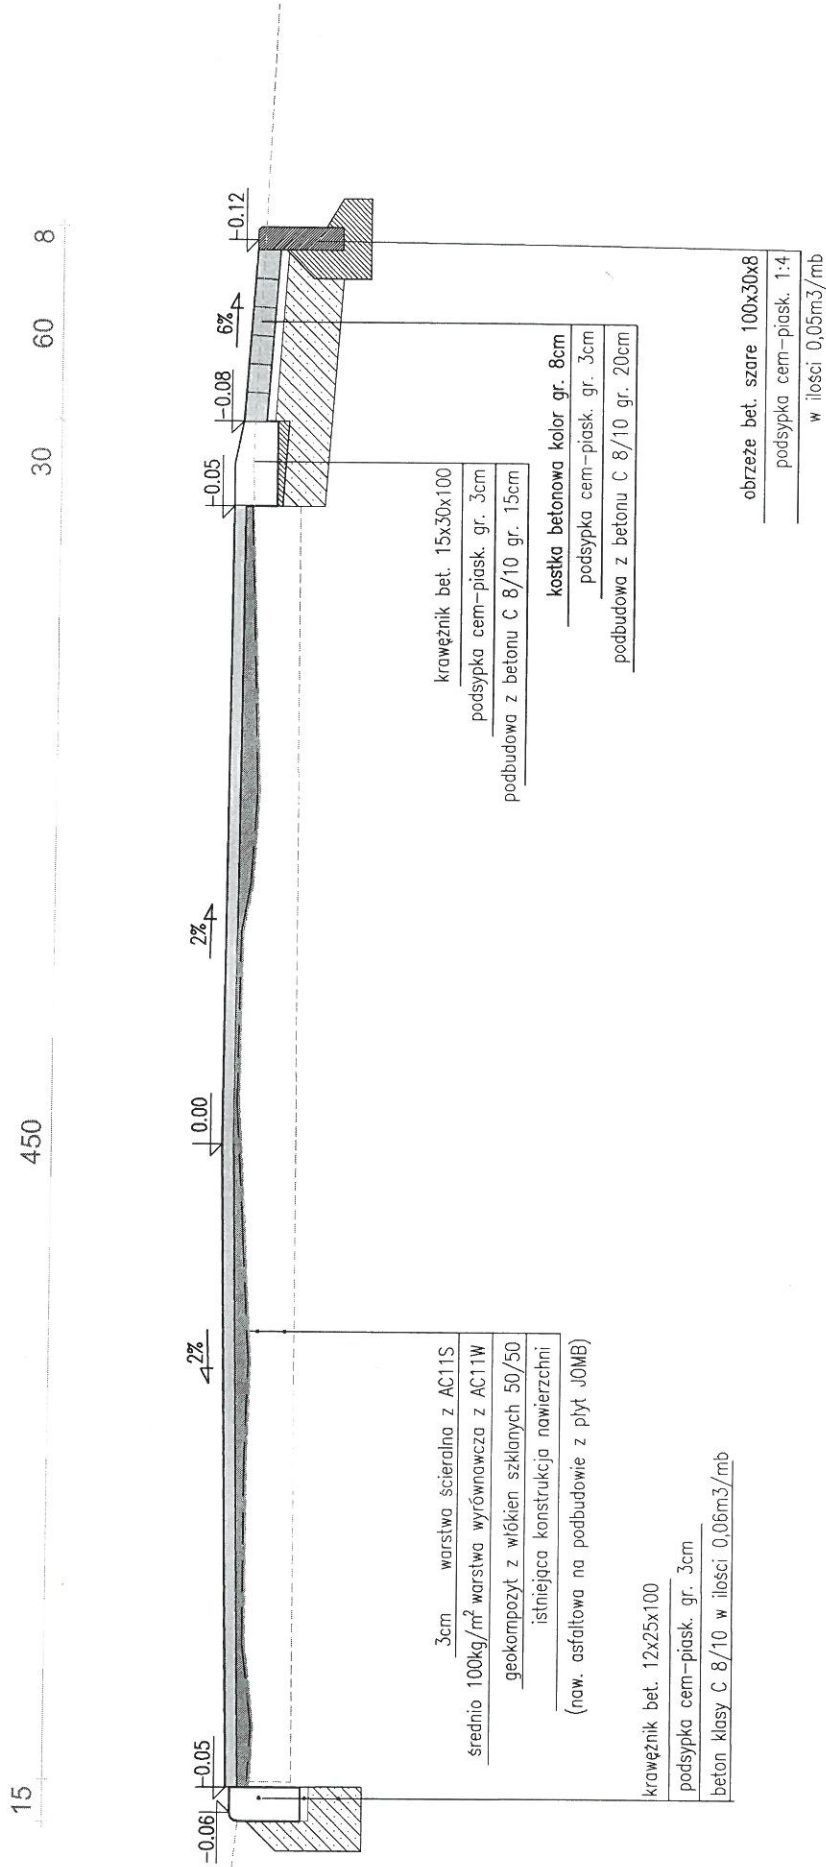 15
450
30
60
8
-0.06
-0.05
2%
0.00
2%
-0.05
-0.08
6%
-0.12
3cm warstwa ścieralna z AC11S
średnio 100kg/m² warstwa wyrównawcza z AC11W
geokompozyt z włókien szklanych 50/50
istniejąca konstrukcja nawierzchni
(naw. asfaltowa na podbudowie z płyt JOMB)
krawężnik bet. 12x25x100
podsypka cem-piask. gr. 3cm
beton klasy C 8/10 w ilości 0,06m3/mb
krawężnik bet. 15x30x100
podsypka cem-piask. gr. 3cm
podbudowa z betonu C 8/10 gr. 15cm
kostka betonowa kolor gr. 8cm
podsypka cem-piask. gr. 3cm
podbudowa z betonu C 8/10 gr. 20cm
obrzeże bet. szare 100x30x8
podsypka cem-piask. 1:4
w ilości 0,05m3/mb